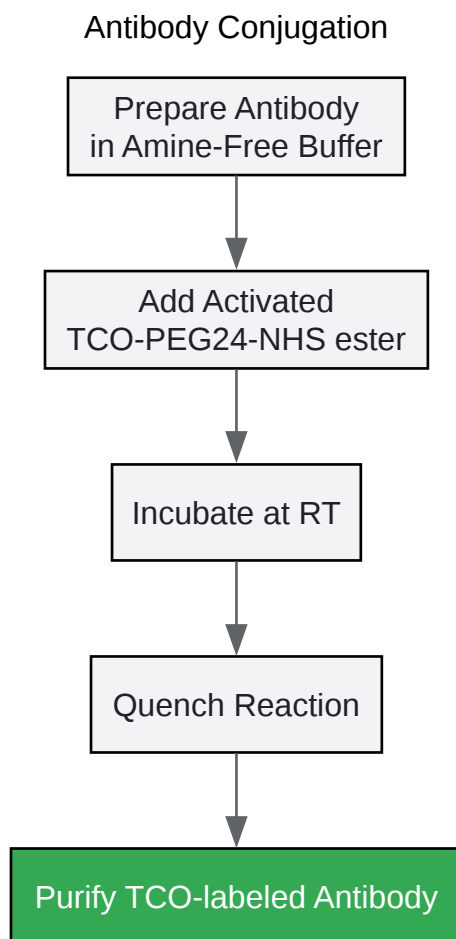 Antibody Conjugation
Prepare Antibody
in Amine-Free Buffer
Add Activated
TCO-PEG24-NHS ester
Incubate at RT
Quench Reaction
Purify TCO-labeled Antibody